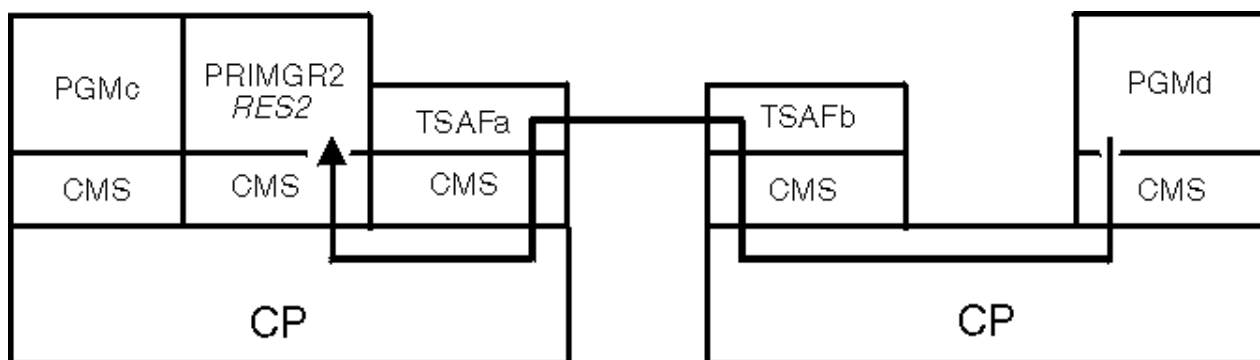 PGMc
PRIMGR2
RES2
TSAFa
TSAFb
PGMd
CMS
CMS
CMS
CMS
CMS
CP
CP